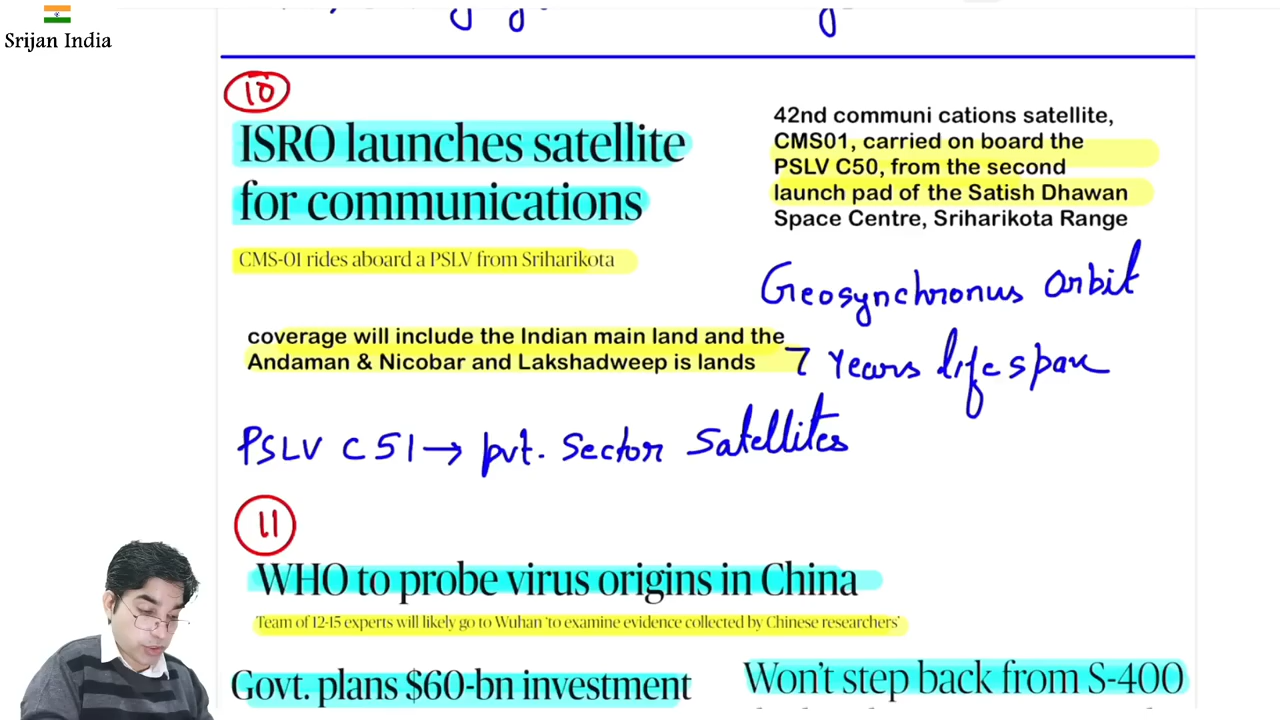 Srijan India
10
ISRO launches satellite
for communications
CMS-01 rides aboard a PSLV from Sriharikota
42nd communi cations satellite,
CMS01, carried on board the
PSLV C50, from the second
launch pad of the Satish Dhawan
Space Centre, Sriharikota Range
Geosynchronus orbit
coverage will include the Indian main land and the
Andaman & Nicobar and Lakshadweep is lands
7 Years life span
PSLV C51 → pvt. Sector Satellites
11
WHO to probe virus origins in China
Team of 12-15 experts will likely go to Wuhan 'to examine evidence collected by Chinese researchers'
Govt. plans $60-bn investment
Won't step back from S-400